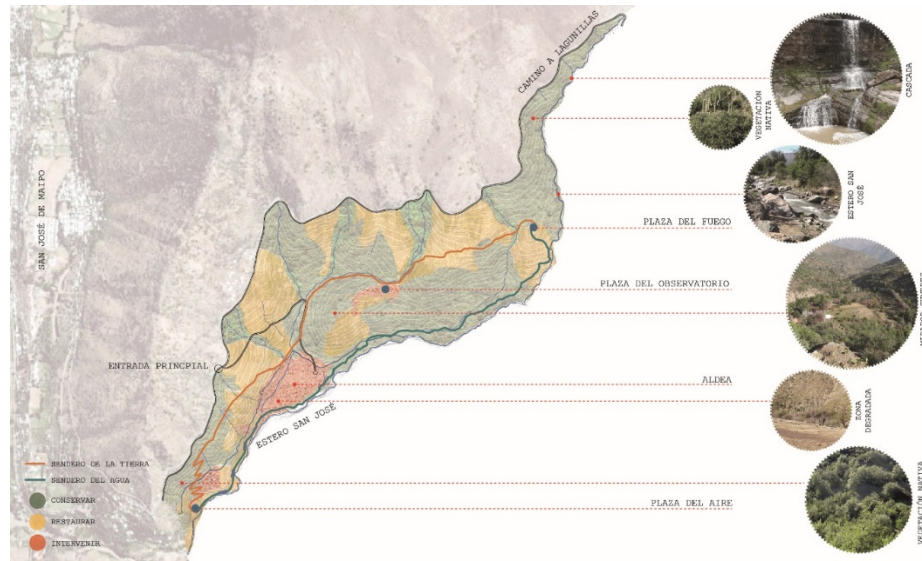 CAMINO A LAGUNILLAS
CASCADA
VEGETACIÓN
NATIVA
ESTERO SAN
JOSÉ
SAN JOSÉ DE MAIPO
PLAZA DEL FUEGO
PLAZA DEL OBSERVATORIO
ENTRADA PRINCPIAL
ALDEA
ZONA
DEGRADADA
ESTERO SAN JOSÉ
SENDERO DE LA TIERRA
SENDERO DEL AGUA
CONSERVAR
RESTAURAR
INTERVENIR
PLAZA DEL AIRE
VEGETACIÓN NATIVA